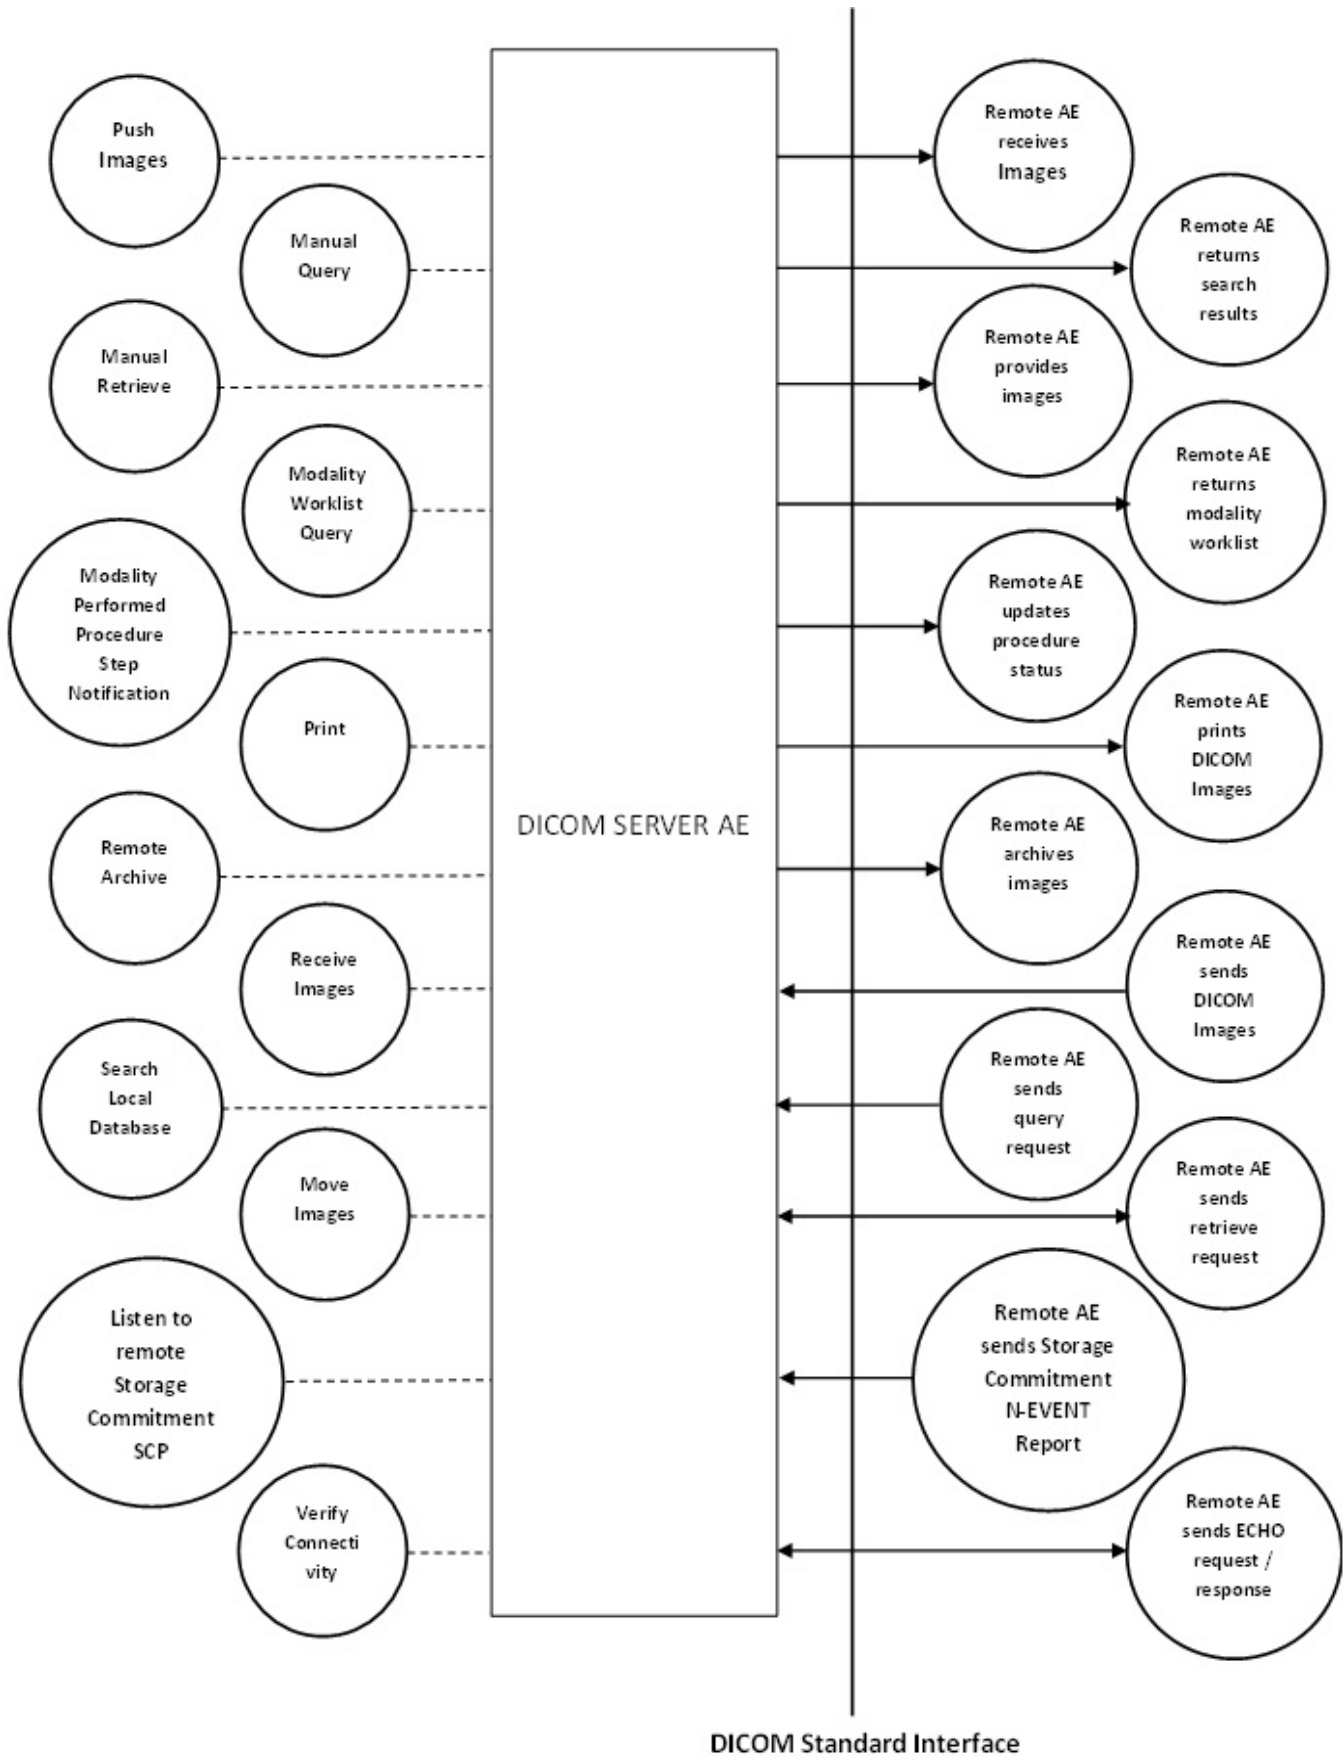 Push
Images
Remote AE
receives
Images
Manual
Query
Remote AE
returns
search
results
Manual
Retrieve
Remote AE
provides
images
Modality
Worklist
Query
Remote AE
returns
modality
worklist
Modality
Performed
Procedure
Step
Notification
Remote AE
updates
procedure
status
Print
Remote AE
prints
DICOM
Images
DICOM SERVER AE
Remote
Archive
Remote AE
archives
images
Receive
Images
Remote AE
sends
DICOM
Images
Search
Local
Database
Remote AE
sends
query
request
Move
Images
Remote AE
sends
retrieve
request
Listen to
remote
Storage
Commitment
SCP
Remote AE
sends Storage
Commitment
N-EVENT
Report
Verify
Connecti
vity
Remote AE
sends ECHO
request /
response
DICOM Standard Interface